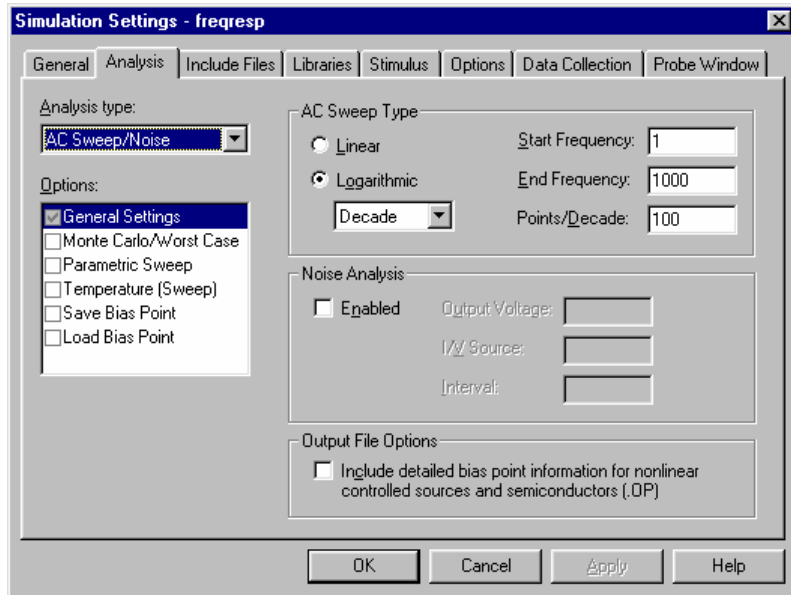 Simulation Settings - freqresp
General Analysis Include Files Libraries Stimulus Options Data Collection Probe Window
Analysis type:
AC Sweep/Noise
Options:
General Settings
Monte Carlo/Worst Case
Parametric Sweep
Temperature (Sweep)
Save Bias Point
Load Bias Point
AC Sweep Type
Linear
Logarithmic
Decade
Start Frequency: 1
End Frequency: 1000
Points/Decade: 100
Noise Analysis
Enabled
Output Voltage:
I/V Source:
Interval:
Output File Options
Include detailed bias point information for nonlinear
controlled sources and semiconductors (.OP)
OK Cancel Apply Help